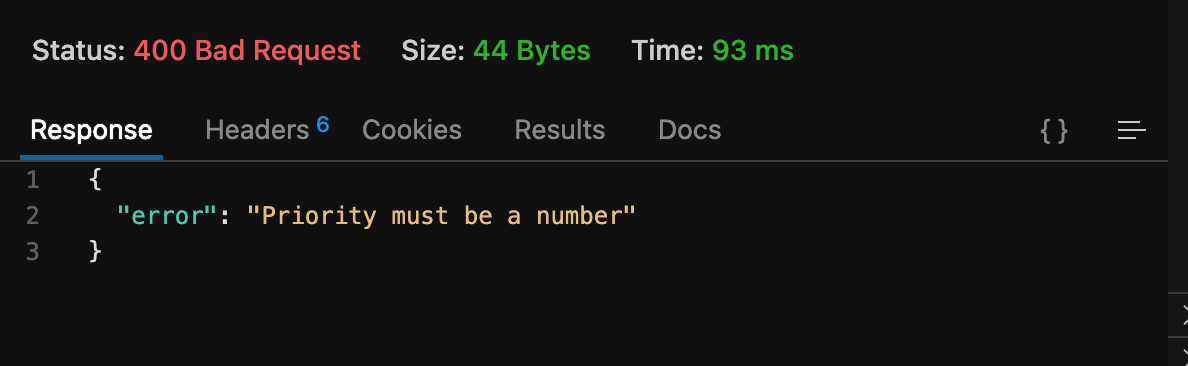 Status: 400 Bad Request Size: 44 Bytes Time: 93 ms
Response Headers 6 Cookies Results Docs { }
1 {
2 "error": "Priority must be a number"
3 }